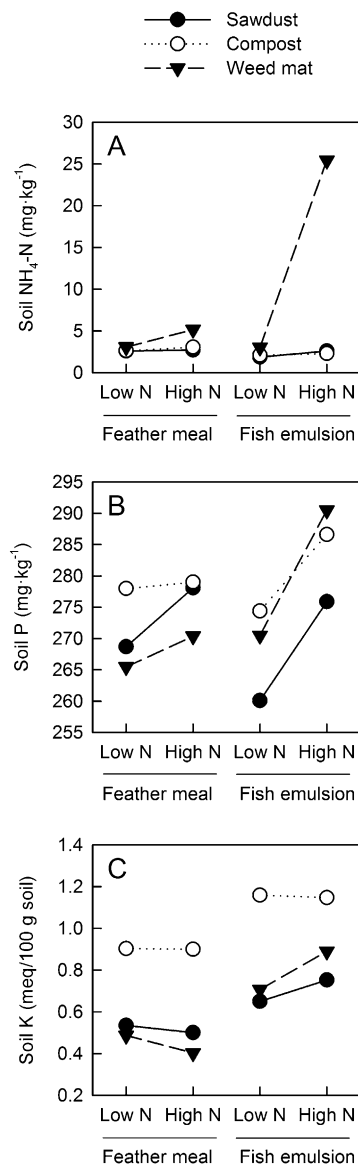 Sawdust
Compost
Weed mat
A
Soil NH₄-N (mg·kg⁻¹)
30
25
20
15
10
5
0
Low N High N Low N High N
Feather meal Fish emulsion
B
Soil P (mg·kg⁻¹)
295
290
285
280
275
270
265
260
255
Low N High N Low N High N
Feather meal Fish emulsion
C
Soil K (meq/100 g soil)
1.4
1.2
1.0
0.8
0.6
0.4
0.2
Low N High N Low N High N
Feather meal Fish emulsion